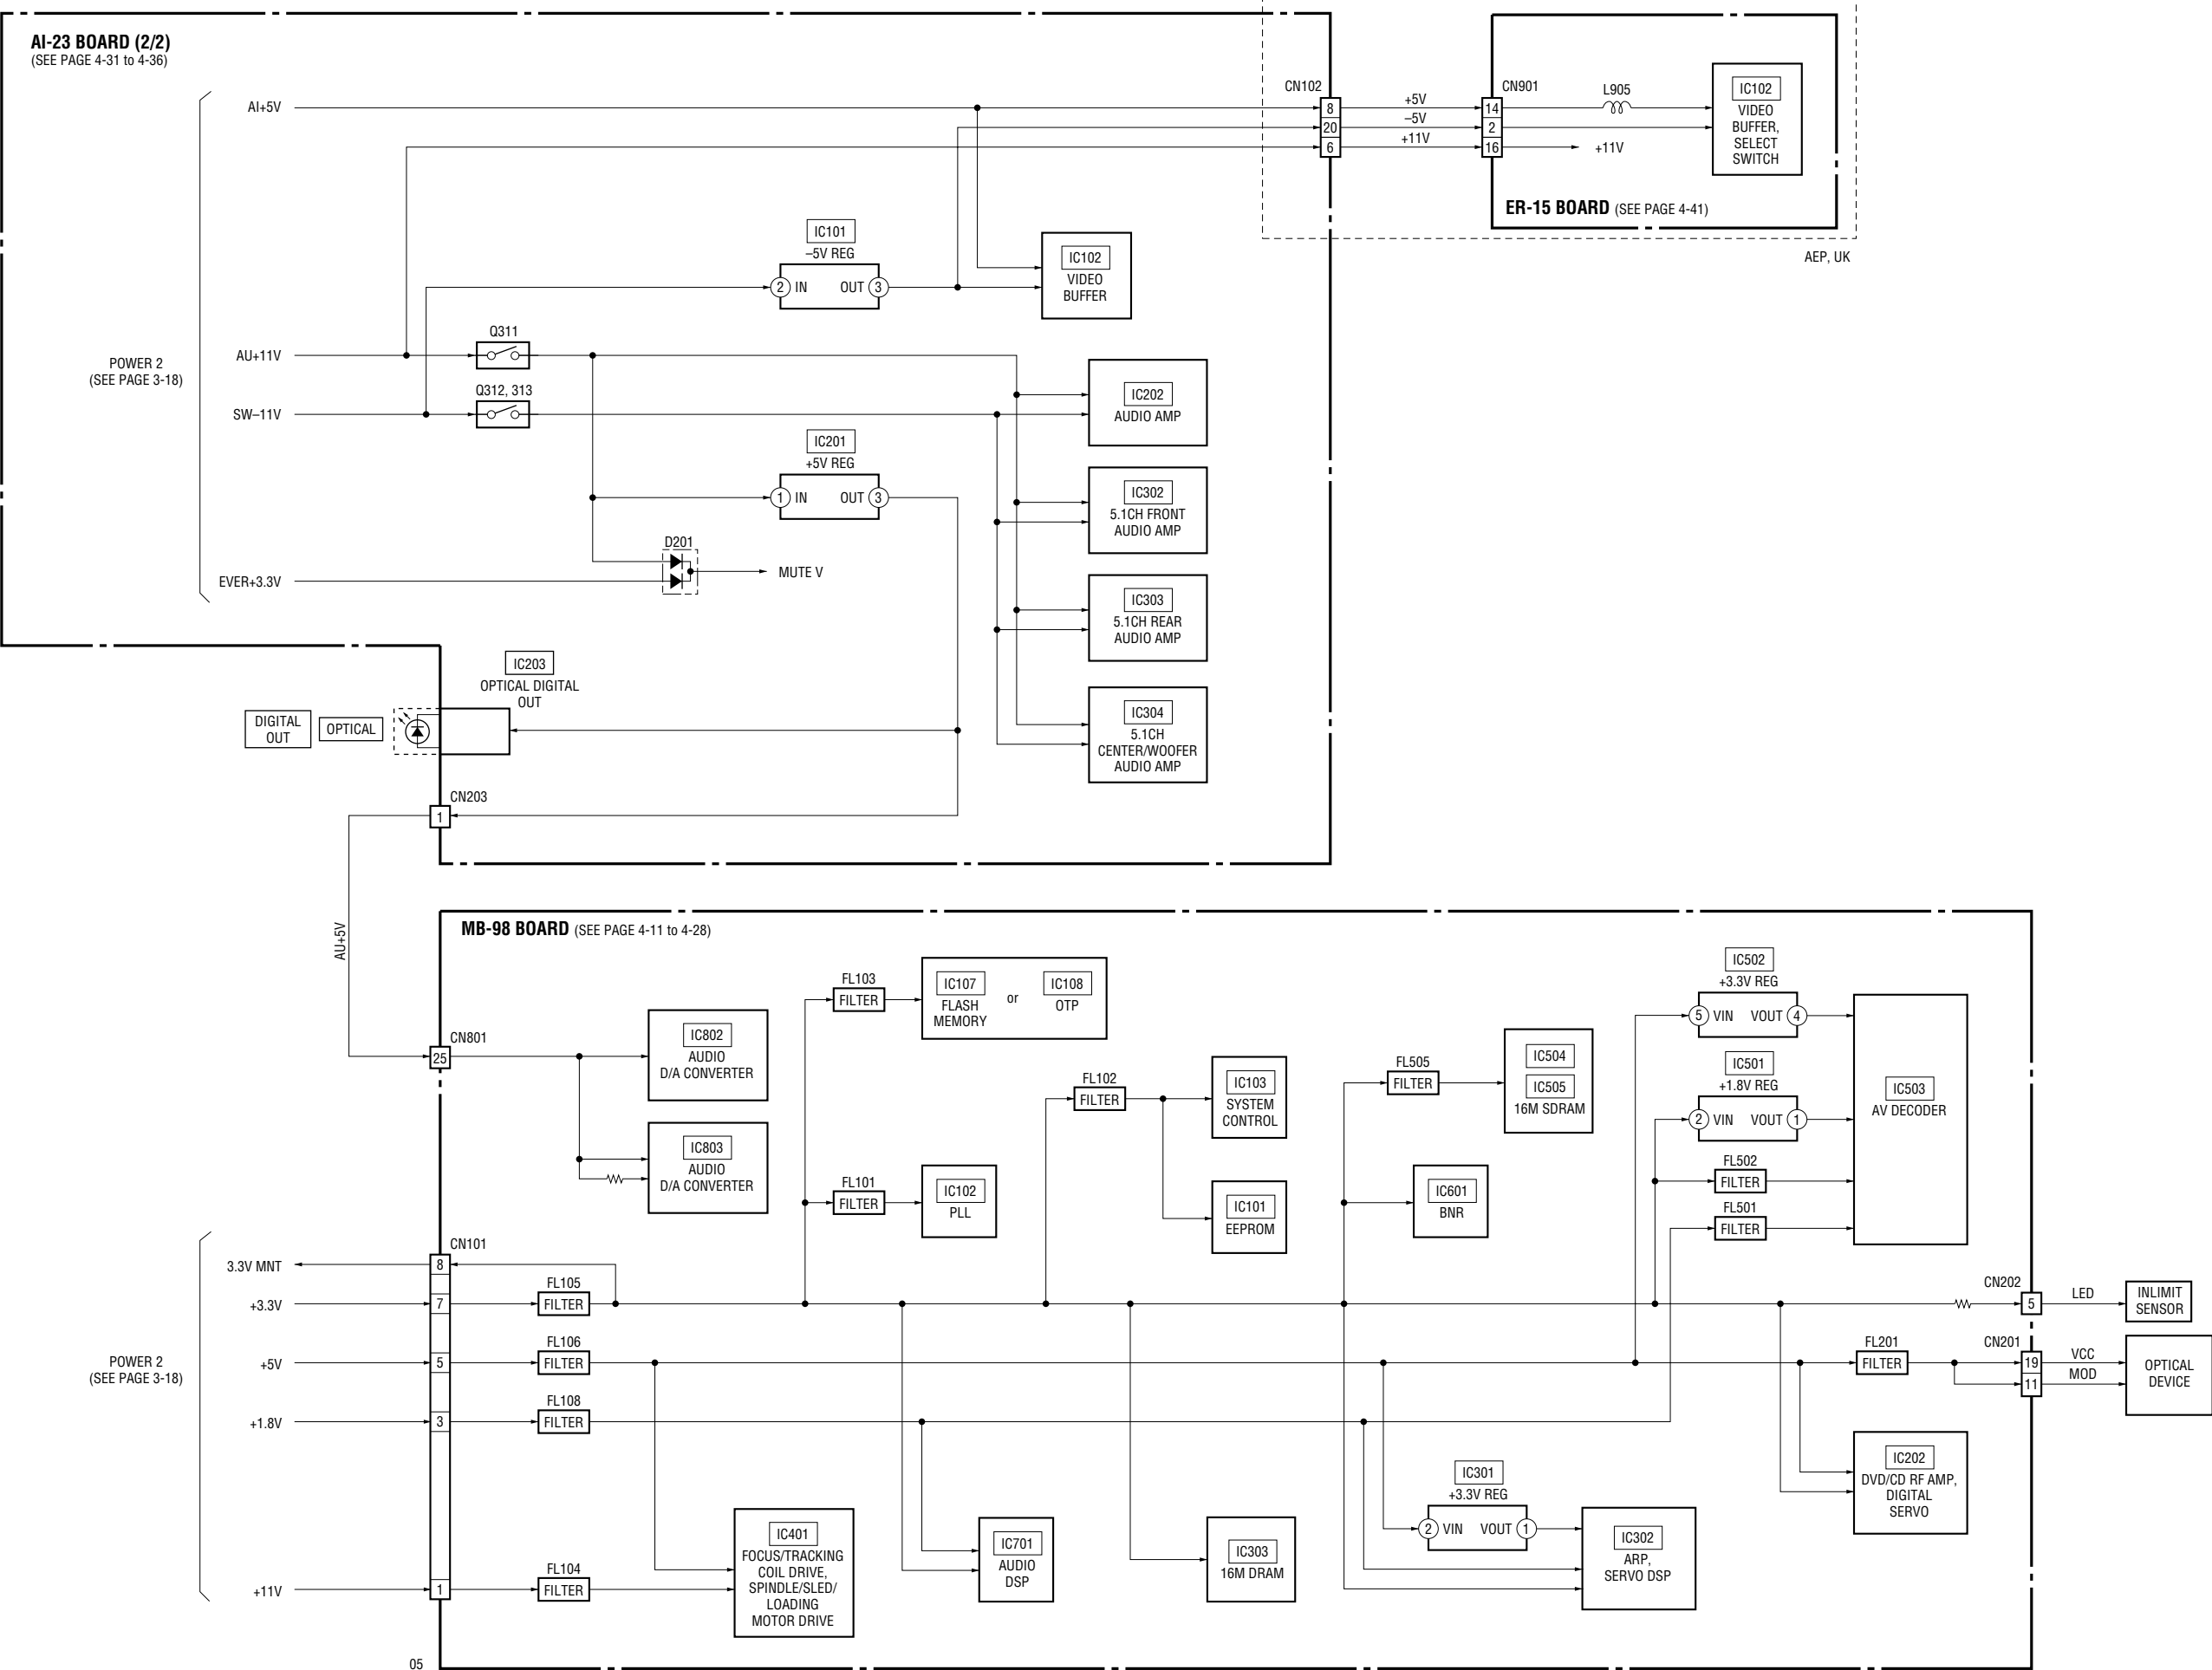 AI-23 BOARD (2/2)
(SEE PAGE 4-31 to 4-36)
POWER 2
(SEE PAGE 3-18)
AI+5V
AU+11V
SW–11V
EVER+3.3V
Q311
Q312, 313
IC101
–5V REG
2 IN OUT 3
IC201
+5V REG
1 IN OUT 3
D201
MUTE V
IC102
VIDEO
BUFFER
IC202
AUDIO AMP
IC302
5.1CH FRONT
AUDIO AMP
IC303
5.1CH REAR
AUDIO AMP
IC304
5.1CH
CENTER/WOOFER
AUDIO AMP
CN102
8
20
6
+5V
–5V
+11V
CN901
14
2
16
L905
+11V
IC102
VIDEO
BUFFER,
SELECT
SWITCH
ER-15 BOARD (SEE PAGE 4-41)
AEP, UK
IC203
OPTICAL DIGITAL
OUT
DIGITAL
OUT
OPTICAL
CN203
1
AU+5V
MB-98 BOARD (SEE PAGE 4-11 to 4-28)
CN801
25
IC802
AUDIO
D/A CONVERTER
IC803
AUDIO
D/A CONVERTER
FL103
FILTER
IC107
FLASH
MEMORY
or
IC108
OTP
FL101
FILTER
IC102
PLL
FL102
FILTER
IC103
SYSTEM
CONTROL
IC101
EEPROM
FL505
FILTER
IC504
IC505
16M SDRAM
IC601
BNR
IC502
+3.3V REG
5 VIN VOUT 4
IC501
+1.8V REG
2 VIN VOUT 1
FL502
FILTER
FL501
FILTER
IC503
AV DECODER
POWER 2
(SEE PAGE 3-18)
3.3V MNT
+3.3V
+5V
+1.8V
+11V
CN101
8
7
5
3
1
FL105
FILTER
FL106
FILTER
FL108
FILTER
FL104
FILTER
IC401
FOCUS/TRACKING
COIL DRIVE,
SPINDLE/SLED/
LOADING
MOTOR DRIVE
IC701
AUDIO
DSP
IC303
16M DRAM
IC301
+3.3V REG
2 VIN VOUT 1
IC302
ARP,
SERVO DSP
FL201
FILTER
IC202
DVD/CD RF AMP,
DIGITAL
SERVO
CN202
5
LED
INLIMIT
SENSOR
CN201
19
11
VCC
MOD
OPTICAL
DEVICE
05